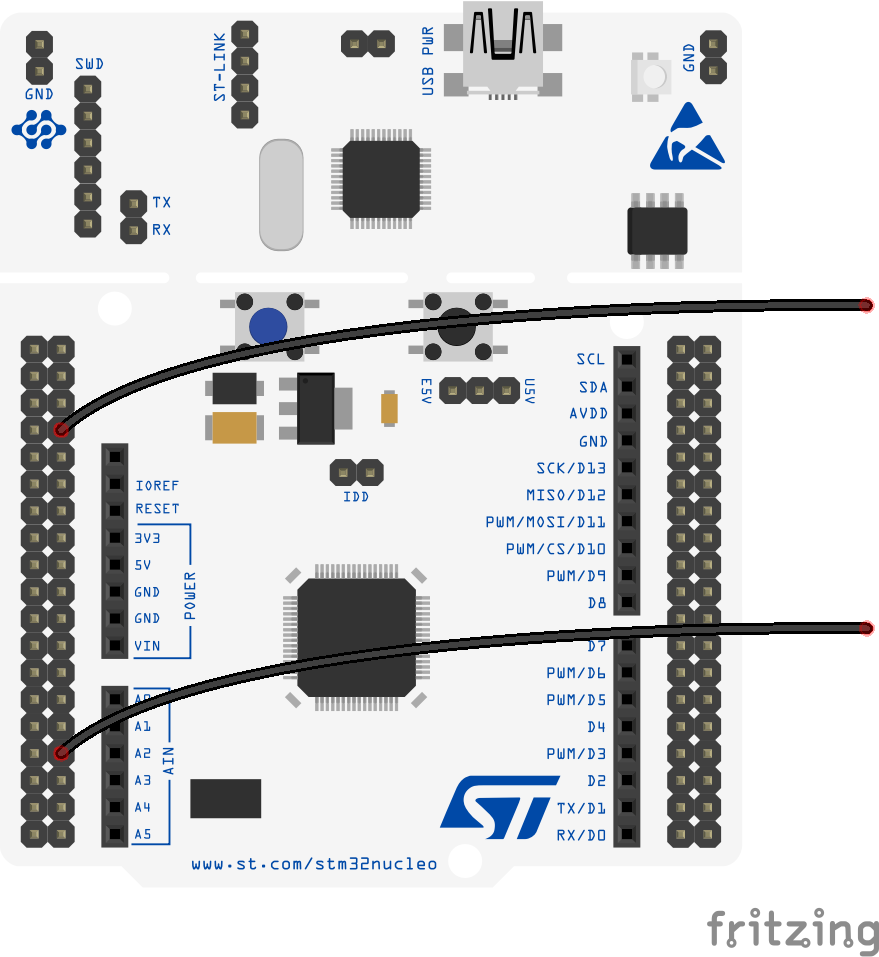 ST-LINK
USB PWR
GND
SWD
GND
TX
RX
E5V
U5V
SCL
SDA
AVDD
GND
SCK/D13
MISO/D12
PWM/MOSI/D11
PWM/CS/D10
PWM/D9
D8
IDD
IOREF
RESET
3V3
5V
GND
GND
VIN
POWER
D7
PWM/D6
PWM/D5
D4
PWM/D3
D2
TX/D1
RX/D0
A0
A1
A2
A3
A4
A5
AIN
ST
www.st.com/stm32nucleo
fritzing